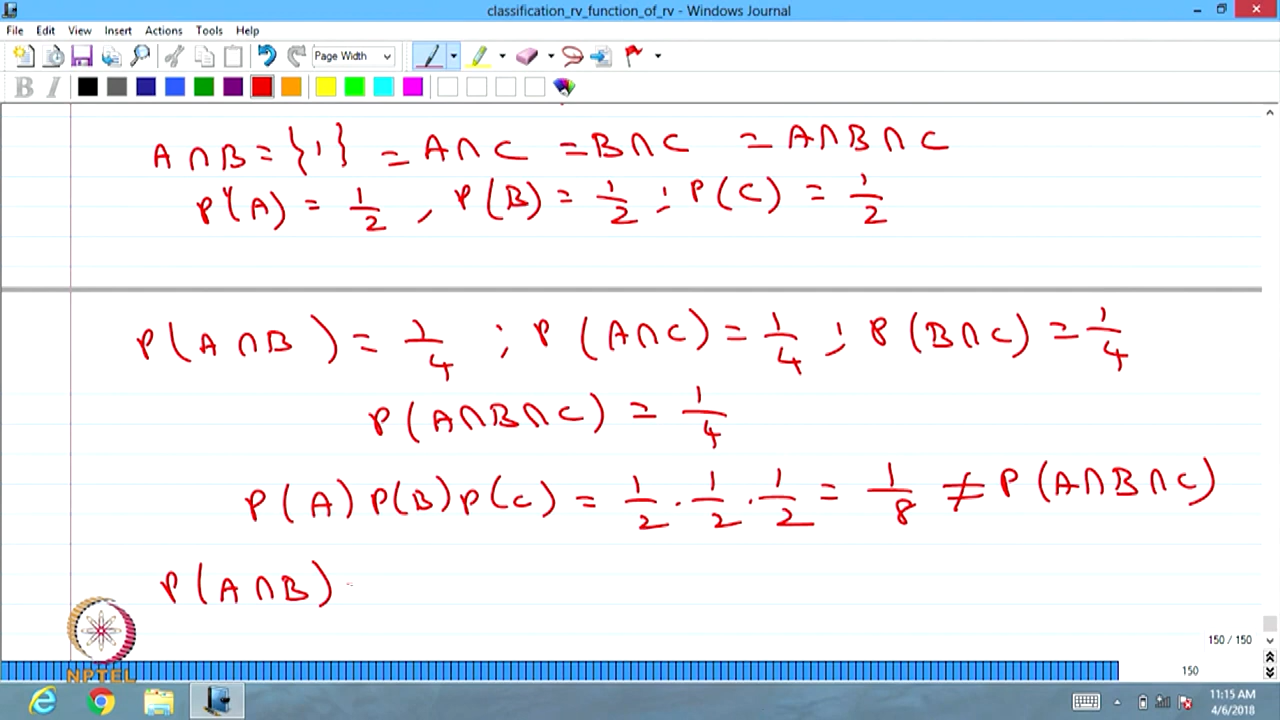 classification_rv_function_of_rv - Windows Journal
File Edit View Insert Actions Tools Help
Page Width
B I
A ∩ B = {1} = A ∩ C = B ∩ C = A ∩ B ∩ C
P(A) = 1/2 , P(B) = 1/2 ; P(C) = 1/2
P(A ∩ B) = 1/4 ; P(A ∩ C) = 1/4 ; P(B ∩ C) = 1/4
P(A ∩ B ∩ C) = 1/4
P(A) P(B) P(C) = 1/2 · 1/2 · 1/2 = 1/8 ≠ P(A ∩ B ∩ C)
P(A ∩ B)
NPTEL
150 / 150
150
11:15 AM
4/6/2018